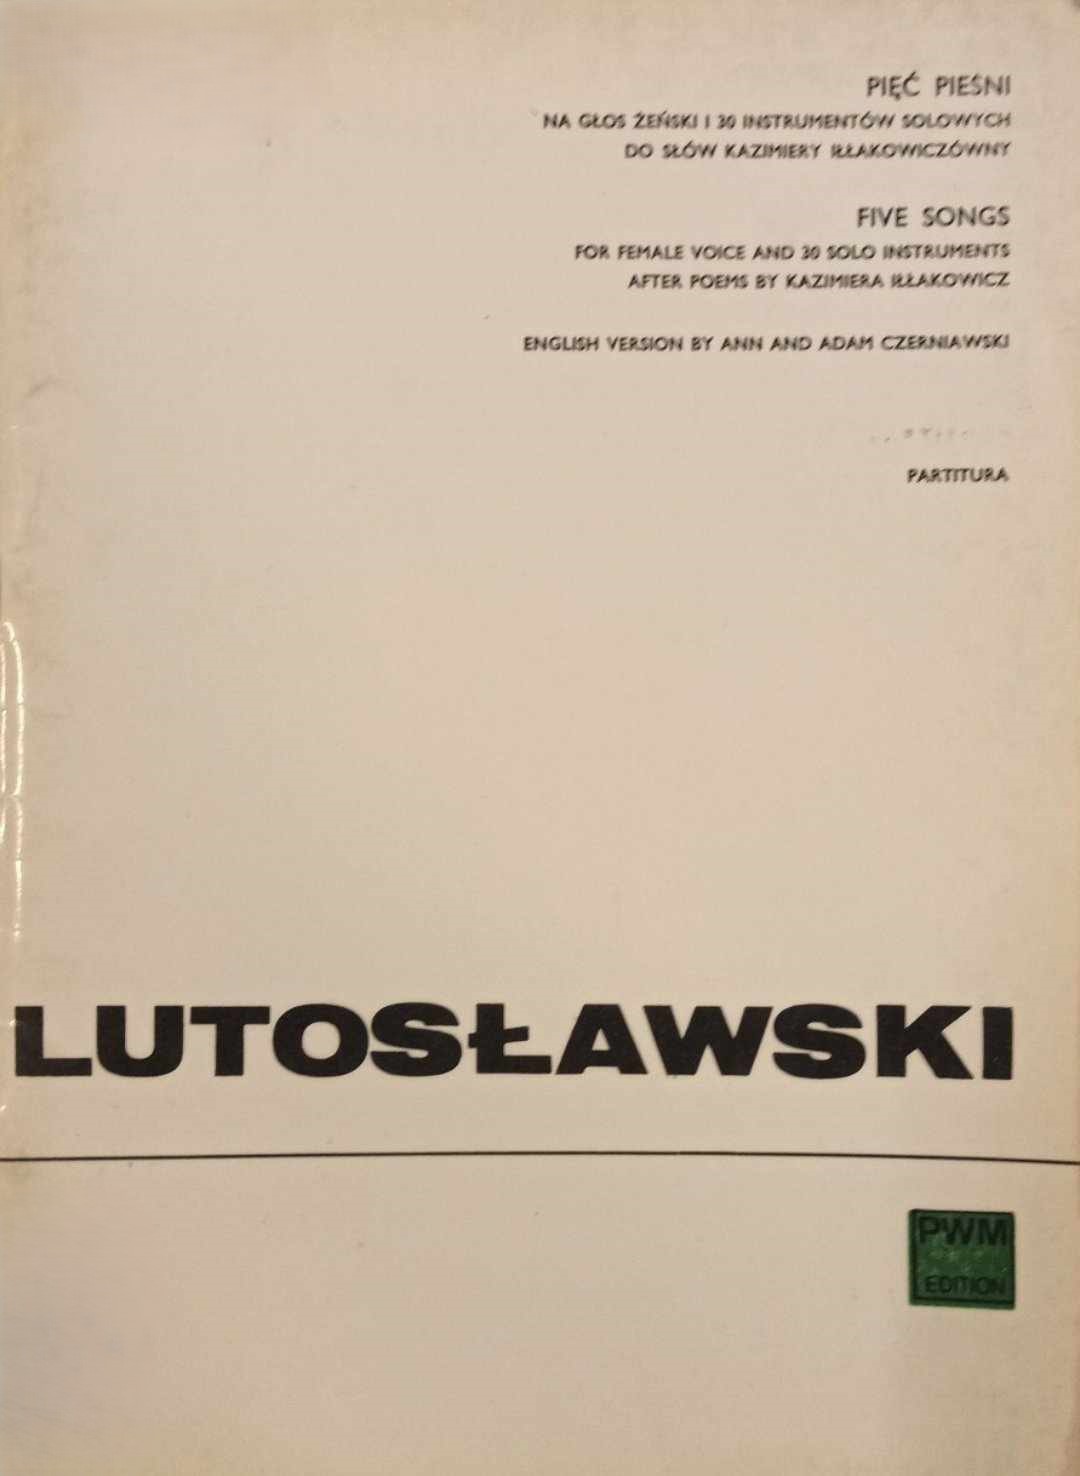 PIĘĆ PIEŚNI
NA GŁOS ŻEŃSKI I 30 INSTRUMENTÓW SOLOWYCH
DO SŁÓW KAZIMIERY IŁŁAKOWICZÓWNY
FIVE SONGS
FOR FEMALE VOICE AND 30 SOLO INSTRUMENTS
AFTER POEMS BY KAZIMIERA IŁŁAKOWICZ
ENGLISH VERSION BY ANN AND ADAM CZERNIAWSKI
PARTITURA
LUTOSŁAWSKI
PWM
EDITION